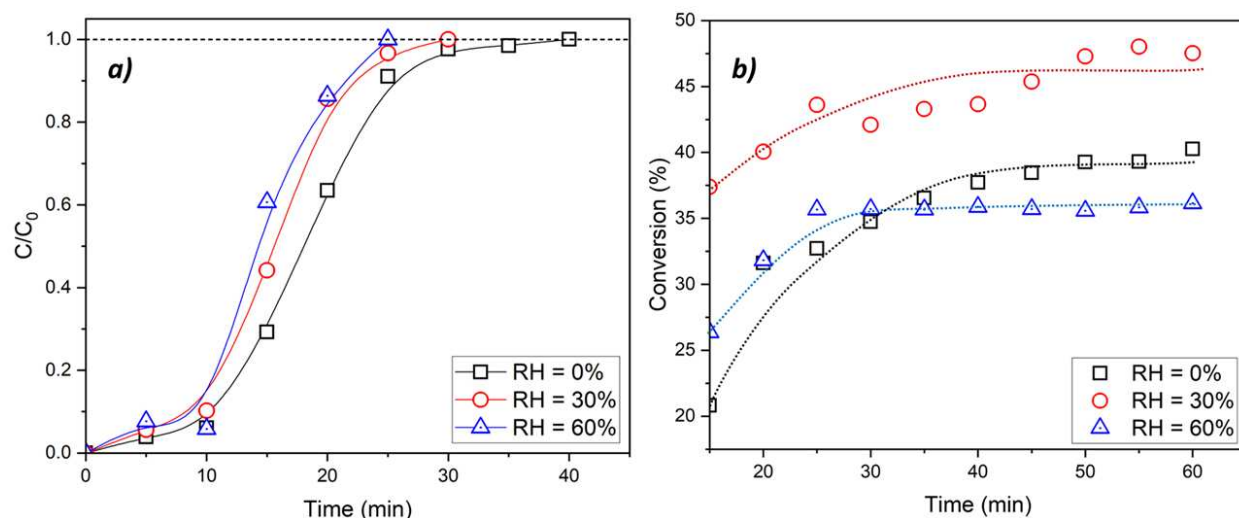 a)
C/C0
1.0
0.8
0.6
0.4
0.2
0.0
0 10 20 30 40
Time (min)
RH = 0%
RH = 30%
RH = 60%
b)
Conversion (%)
50
45
40
35
30
25
20
20 30 40 50 60
Time (min)
RH = 0%
RH = 30%
RH = 60%